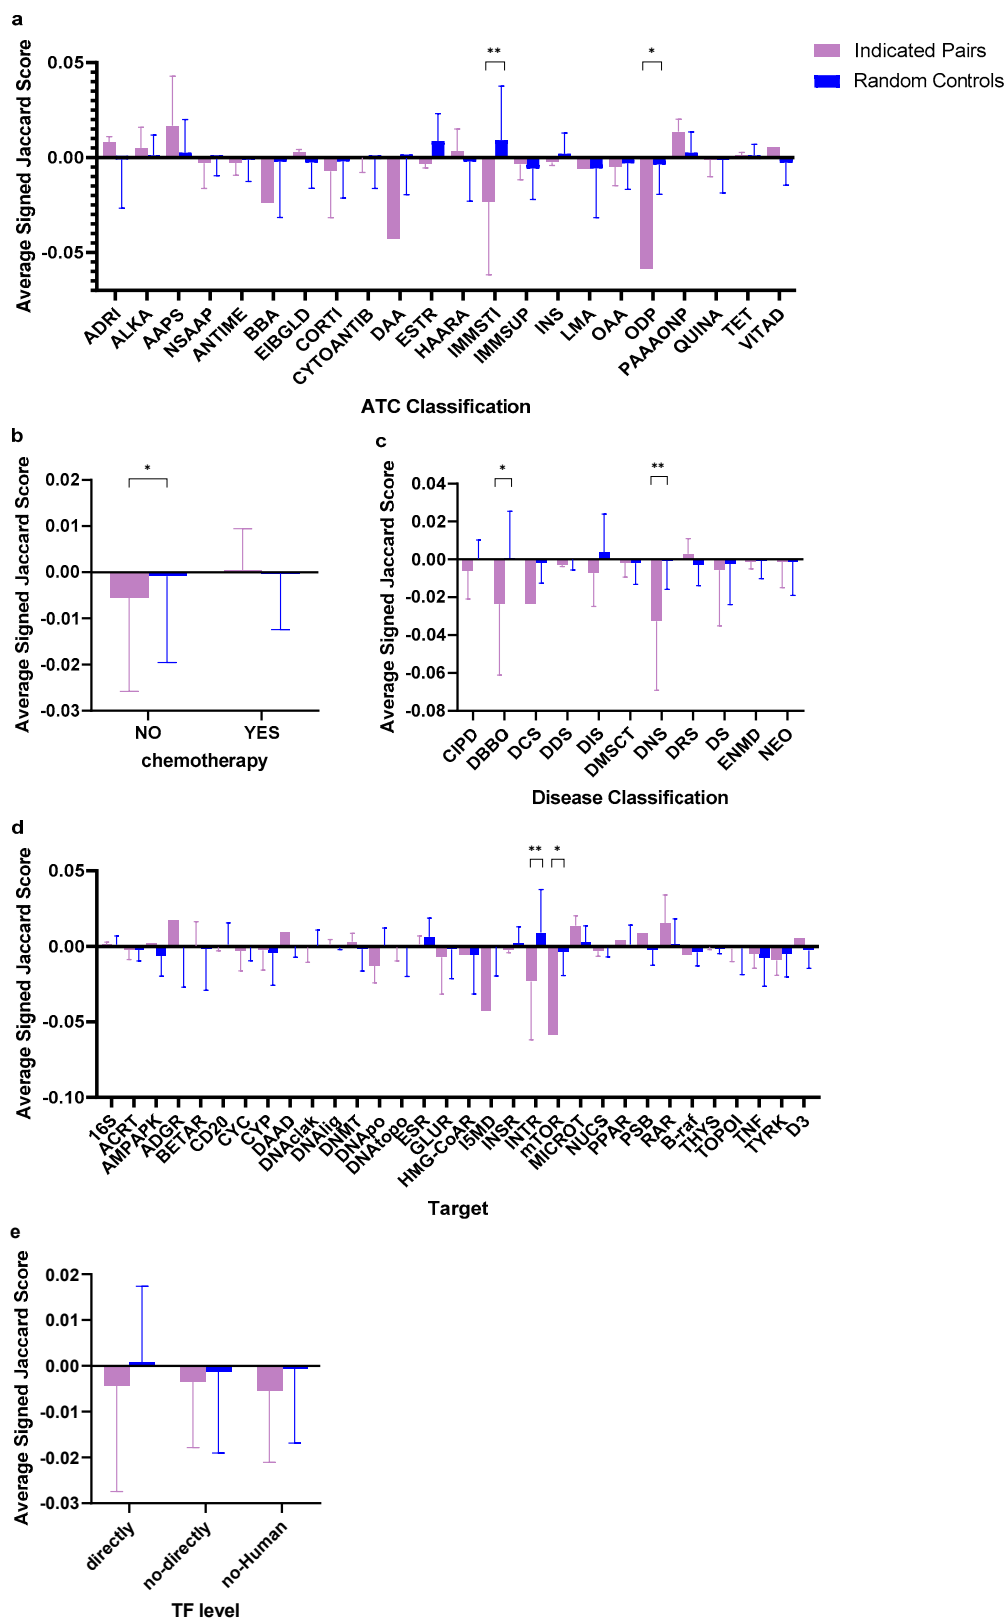 a
Indicated Pairs
Random Controls
Average Signed Jaccard Score
0.05
0.00
-0.05
** *
ADRI ALKA AAPS NSAAP ANTIME BBA EIBGLD CORTI CYTOANTIB DAA ESTR HAARA IMMSTI IMMSUP INS LMA OAA ODP PAAAONP QUINA TET VITAD
ATC Classification
b
Average Signed Jaccard Score
0.02
0.01
0.00
-0.01
-0.02
-0.03
*
NO YES
chemotherapy
c
Average Signed Jaccard Score
0.04
0.02
0.00
-0.02
-0.04
-0.06
-0.08
* **
CIPD DBBO DCS DDS DIS DMSCT DNS DRS DS ENMD NEO
Disease Classification
d
Average Signed Jaccard Score
0.05
0.00
-0.05
-0.10
** *
16S ACRT AMPAPK ADGR BETAR CD20 CYC CYP DAAD DNAclak DNAlig DNMT DNApo DNAtopo ESR GLUR HMG-CoAR I5MD INSR INTR mTOR MICROT NUCS PPAR PSB RAR B-raf THYS TOPOI TNF TYRK D3
Target
e
Average Signed Jaccard Score
0.02
0.01
0.00
-0.01
-0.02
-0.03
directly no-directly no-Human
TF level